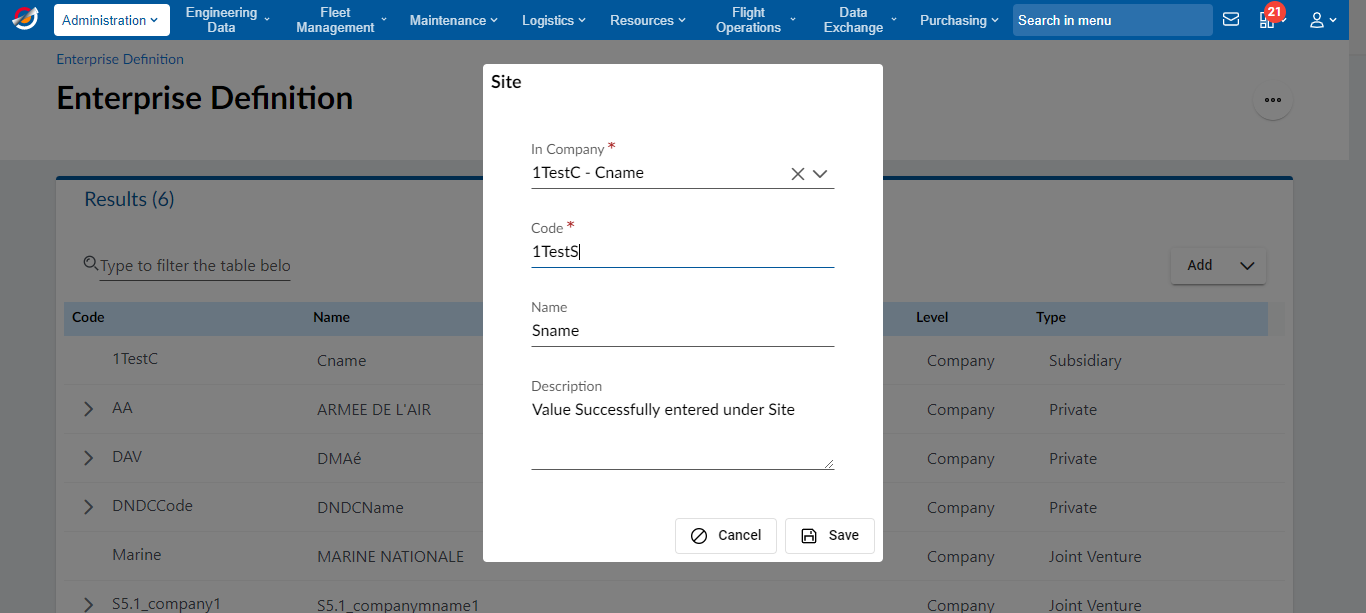 Administration
Engineering Data
Fleet Management
Maintenance
Logistics
Resources
Flight Operations
Data Exchange
Purchasing
Search in menu
21
Enterprise Definition
Enterprise Definition
Results (6)
Type to filter the table belo
Add
Code Name Level Type
1TestC Cname Company Subsidiary
AA ARMEE DE L'AIR Company Private
DAV DMAé Company Private
DNDCCode DNDCName Company Private
Marine MARINE NATIONALE Company Joint Venture
S5.1_company1 S5.1_companymname1 Company Joint Venture
Site
In Company *
1TestC - Cname
Code *
1TestS
Name
Sname
Description
Value Successfully entered under Site
Cancel Save